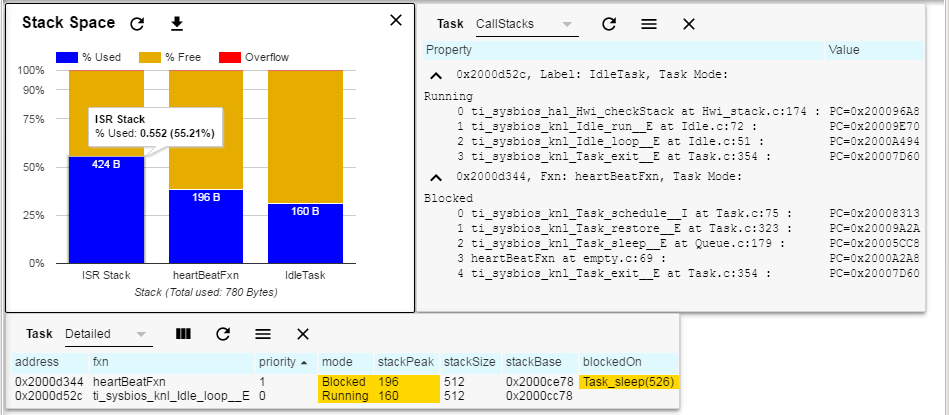 Stack Space
% Used % Free Overflow
100%
90%
75%
50%
25%
0%
ISR Stack
% Used: 0.552 (55.21%)
424 B
196 B
160 B
ISR Stack heartBeatFxn IdleTask
Stack (Total used: 780 Bytes)
Task CallStacks
Property Value
0x2000d52c, Label: IdleTask, Task Mode:
Running
0 ti_sysbios_hal_Hwi_checkStack at Hwi_stack.c:174 : PC=0x200096A8
1 ti_sysbios_knl_Idle_run__E at Idle.c:72 : PC=0x20009E70
2 ti_sysbios_knl_Idle_loop__E at Idle.c:51 : PC=0x2000A494
3 ti_sysbios_knl_Task_exit__E at Task.c:354 : PC=0x20007D60
0x2000d344, Fxn: heartBeatFxn, Task Mode:
Blocked
0 ti_sysbios_knl_Task_schedule__I at Task.c:75 : PC=0x20008313
1 ti_sysbios_knl_Task_restore__E at Task.c:323 : PC=0x20009A2A
2 ti_sysbios_knl_Task_sleep__E at Queue.c:179 : PC=0x20005CC8
3 heartBeatFxn at empty.c:69 : PC=0x2000A2A8
4 ti_sysbios_knl_Task_exit__E at Task.c:354 : PC=0x20007D60
Task Detailed
address fxn priority mode stackPeak stackSize stackBase blockedOn
0x2000d344 heartBeatFxn 1 Blocked 196 512 0x2000ce78 Task_sleep(526)
0x2000d52c ti_sysbios_knl_Idle_loop__E 0 Running 160 512 0x2000cc78